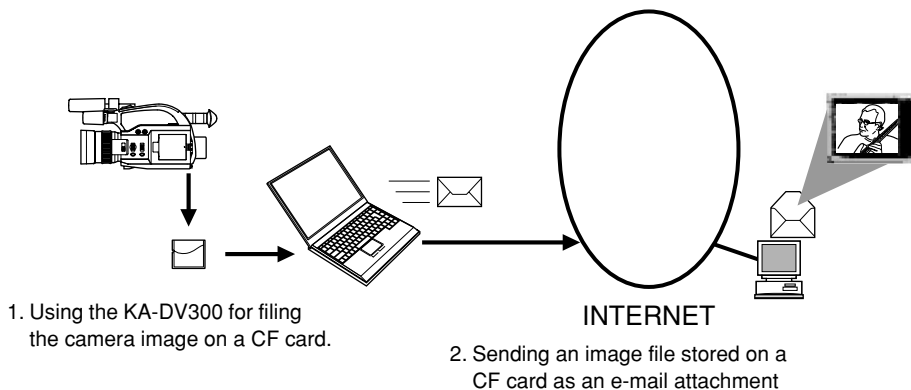 1. Using the KA-DV300 for filing
the camera image on a CF card.
INTERNET
2. Sending an image file stored on a
CF card as an e-mail attachment